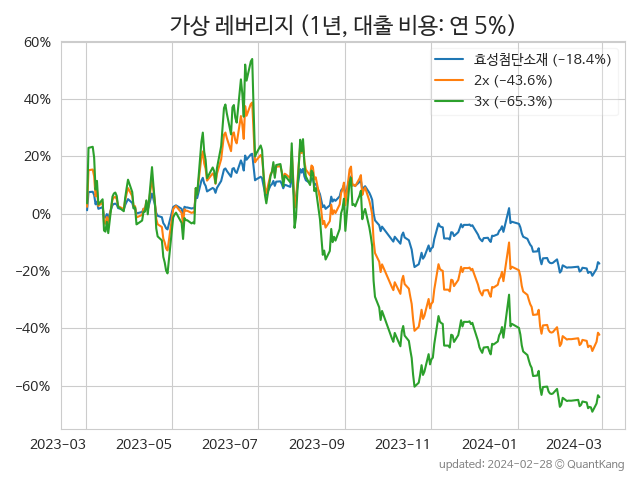 가상 레버리지 (1년, 대출 비용: 연 5%)
효성첨단소재 (−18.4%)
2x (−43.6%)
3x (−65.3%)
60%
40%
20%
0%
−20%
−40%
−60%
2023-03 2023-05 2023-07 2023-09 2023-11 2024-01 2024-03
updated: 2024-02-28 ⓒ QuantKang